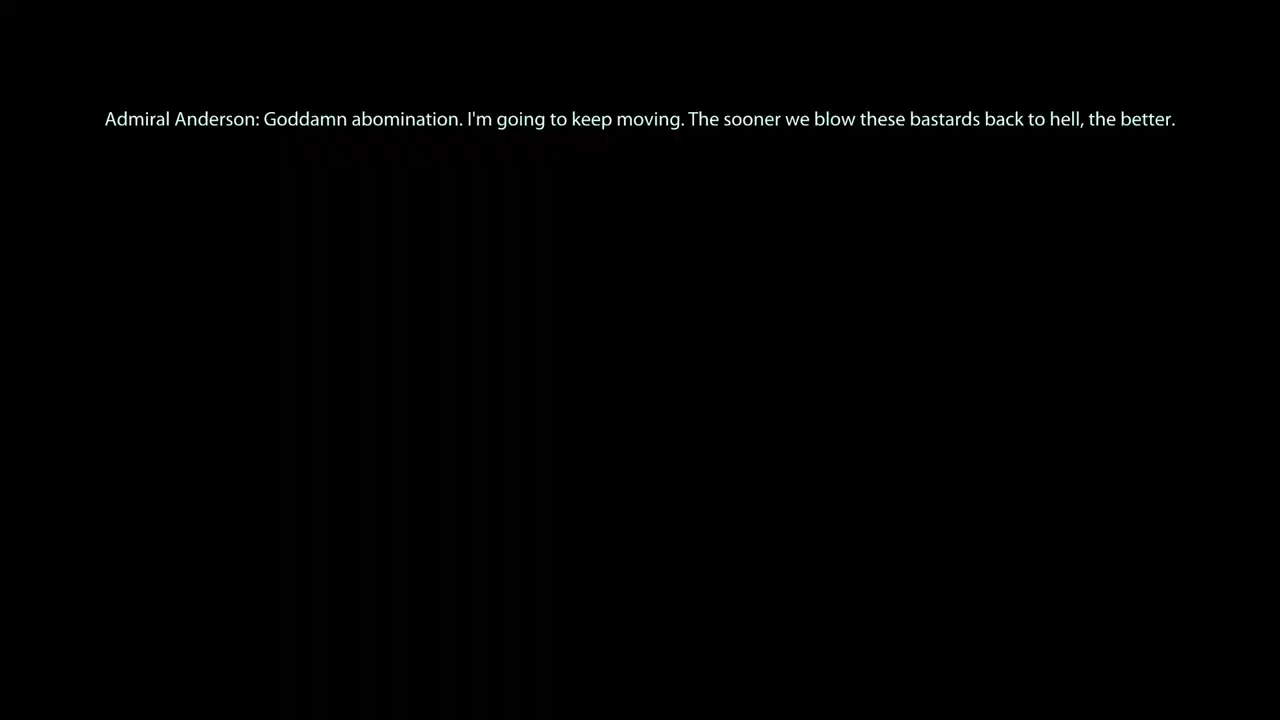 Admiral Anderson: Goddamn abomination. I'm going to keep moving. The sooner we blow these bastards back to hell, the better.